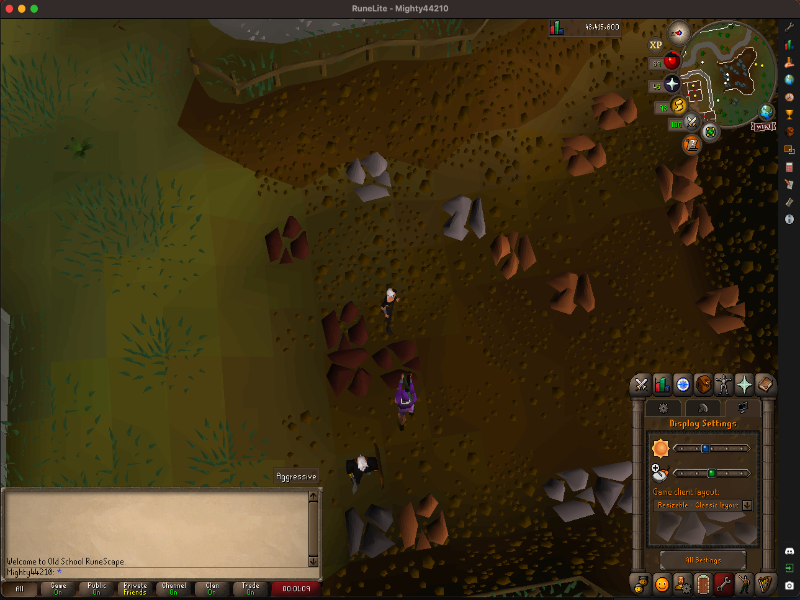 RuneLite - Mighty44210
XP
Aggressive
Display Settings
Game client layout:
Resizable - Classic layout
All Settings
Welcome to Old School RuneScape.
Mighty44210: *
All
Game
On
Public
On
Private
Friends
Channel
On
Clan
On
Trade
On
00:01:09